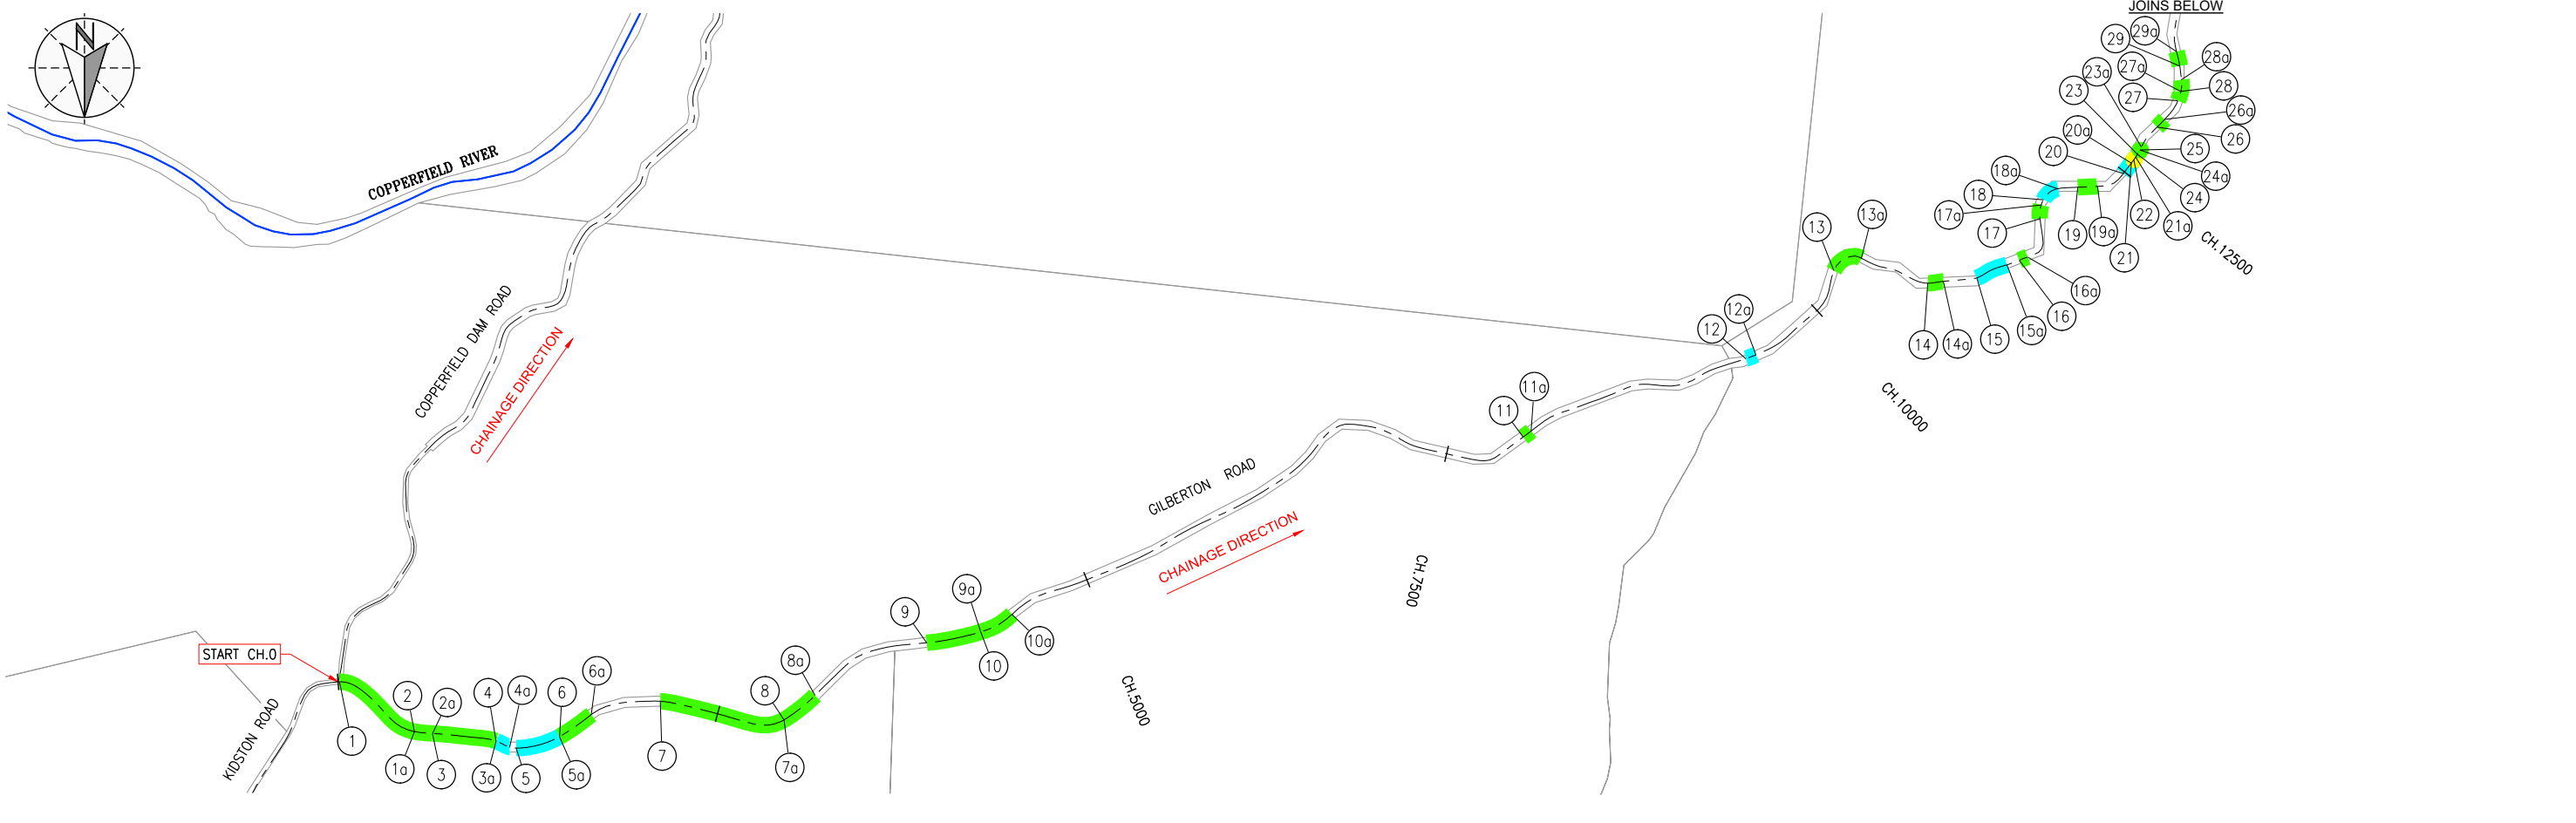 JOINS BELOW
N
29a
29
28a
27a
23a
28
23
27
26a
20a
26
20
25
18a
24a
18
24
17a
22
13a
13
17
19
19a
21a
21
CH.12500
COPPERFIELD RIVER
16a
12a
16
12
15a
14
14a
15
COPPERFIELD DAM ROAD
CHAINAGE DIRECTION
11a
11
CH.10000
GILBERTON ROAD
CHAINAGE DIRECTION
CH.7500
9a
9
10a
10
START CH.0
8a
6a
2
2a
4
4a
6
8
CH.5000
KIDSTON ROAD
1
7
1a
3
3a
5
5a
7a